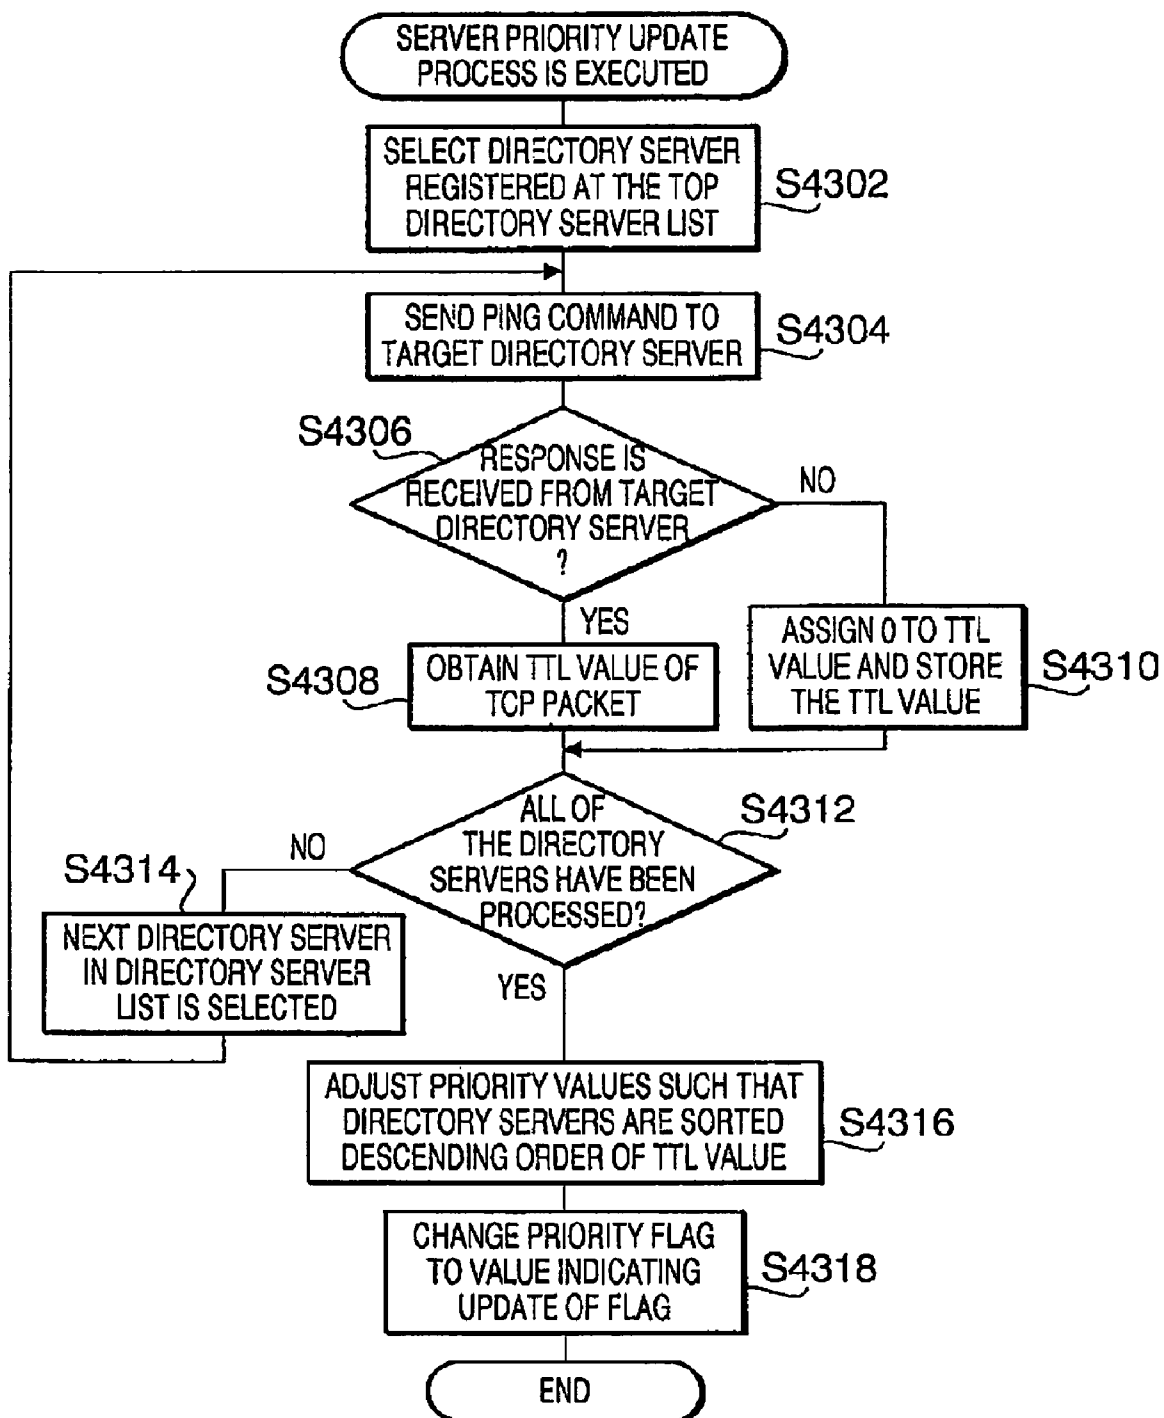 SERVER PRIORITY UPDATE
PROCESS IS EXECUTED
SELECT DIRECTORY SERVER
REGISTERED AT THE TOP
DIRECTORY SERVER LIST
S4302
SEND PING COMMAND TO
TARGET DIRECTORY SERVER
S4304
S4306
RESPONSE IS
RECEIVED FROM TARGET
DIRECTORY SERVER
?
NO
YES
OBTAIN TTL VALUE OF
TCP PACKET
S4308
ASSIGN 0 TO TTL
VALUE AND STORE
THE TTL VALUE
S4310
ALL OF
THE DIRECTORY
SERVERS HAVE BEEN
PROCESSED?
S4312
NO
S4314
NEXT DIRECTORY SERVER
IN DIRECTORY SERVER
LIST IS SELECTED
YES
ADJUST PRIORITY VALUES SUCH THAT
DIRECTORY SERVERS ARE SORTED
DESCENDING ORDER OF TTL VALUE
S4316
CHANGE PRIORITY FLAG
TO VALUE INDICATING
UPDATE OF FLAG
S4318
END